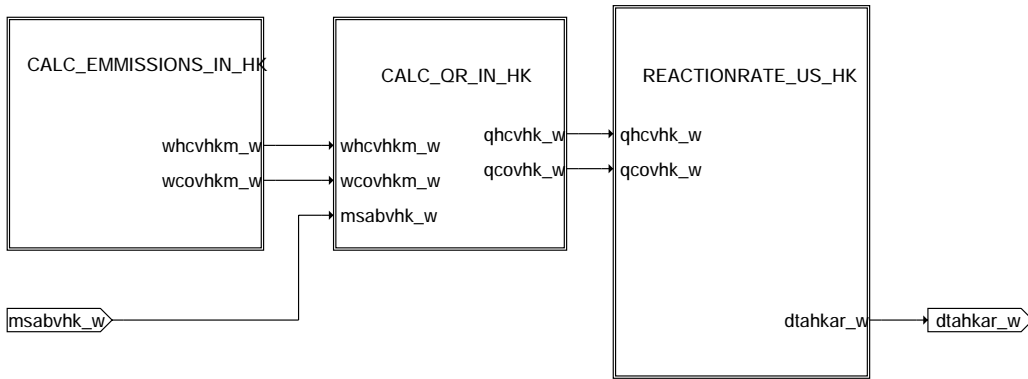 CALC_EMMISSIONS_IN_HK
CALC_QR_IN_HK
REACTIONRATE_US_HK
whcvhkm_w
wcovhkm_w
whcvhkm_w
wcovhkm_w
msabvhk_w
qhcvhk_w
qcovhk_w
qhcvhk_w
qcovhk_w
msabvhk_w
dtahkar_w
dtahkar_w